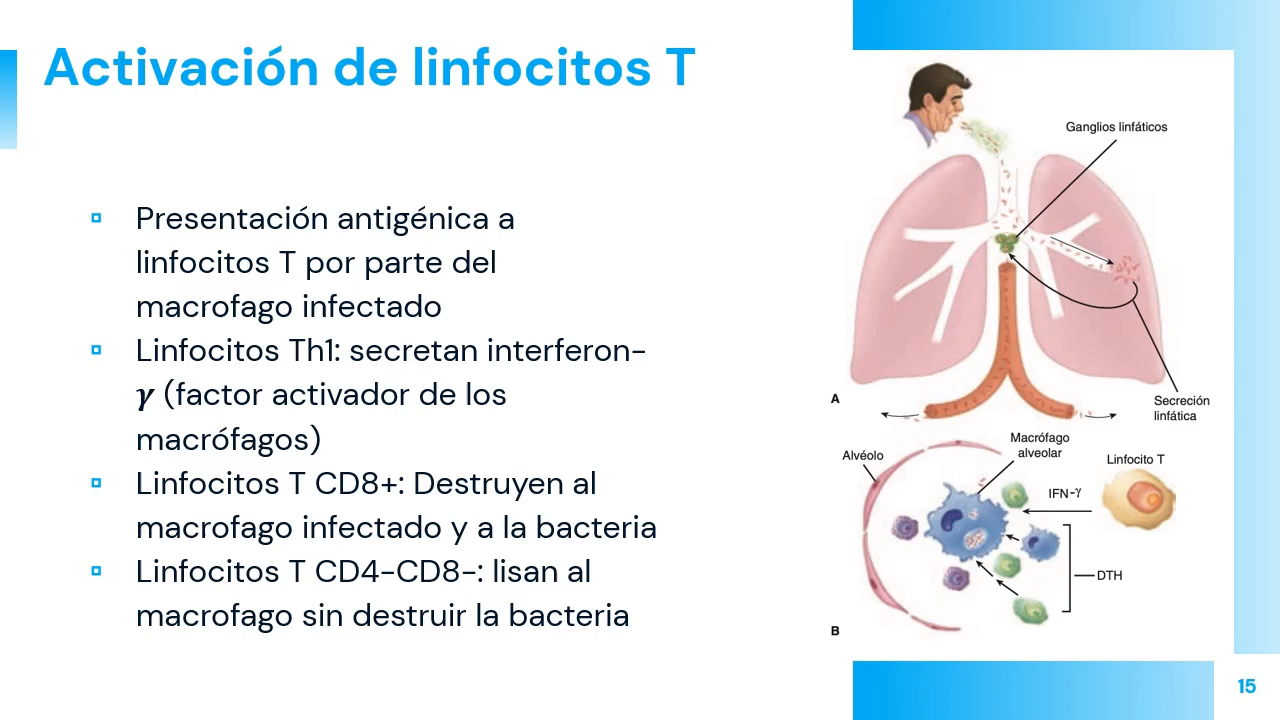 Activación de linfocitos T
Presentación antigénica a
linfocitos T por parte del
macrofago infectado
Linfocitos Th1: secretan interferon-
γ (factor activador de los
macrófagos)
Linfocitos T CD8+: Destruyen al
macrofago infectado y a la bacteria
Linfocitos T CD4-CD8-: lisan al
macrofago sin destruir la bacteria
Ganglios linfáticos
A
Secreción
linfática
Macrófago
alveolar
Alvéolo
Linfocito T
IFN-γ
DTH
B
15